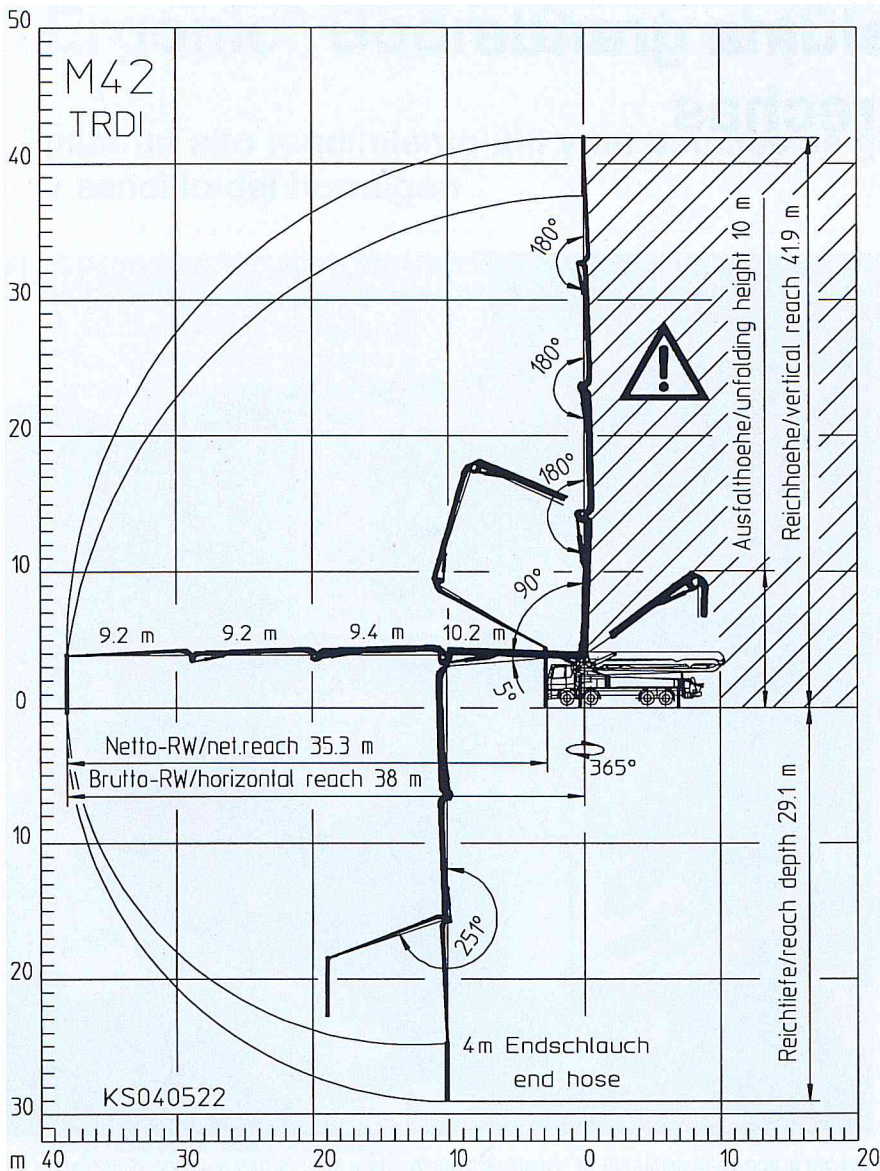 50
M42
TRDI
40
180°
30
180°
Ausfalthoehe/unfolding height 10 m
Reichhoehe/vertical reach 41.9 m
20
180°
10
90°
9.2 m
9.2 m
9.4 m
10.2 m
5°
0
Netto-RW/net.reach 35.3 m
365°
Brutto-RW/horizontal reach 38 m
10
Reichliefe/reach depth 29.1 m
251°
20
4m Endschlauch
end hose
KS040522
30
m 40 30 20 10 0 10 20